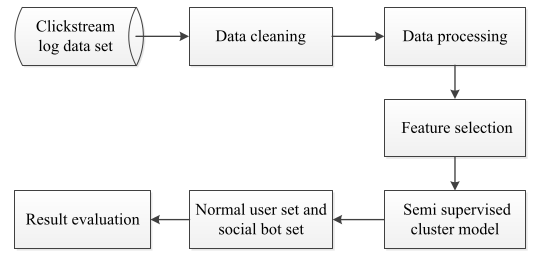 Clickstream
log data set
Data cleaning
Data processing
Feature selection
Semi supervised
cluster model
Normal user set and
social bot set
Result evaluation